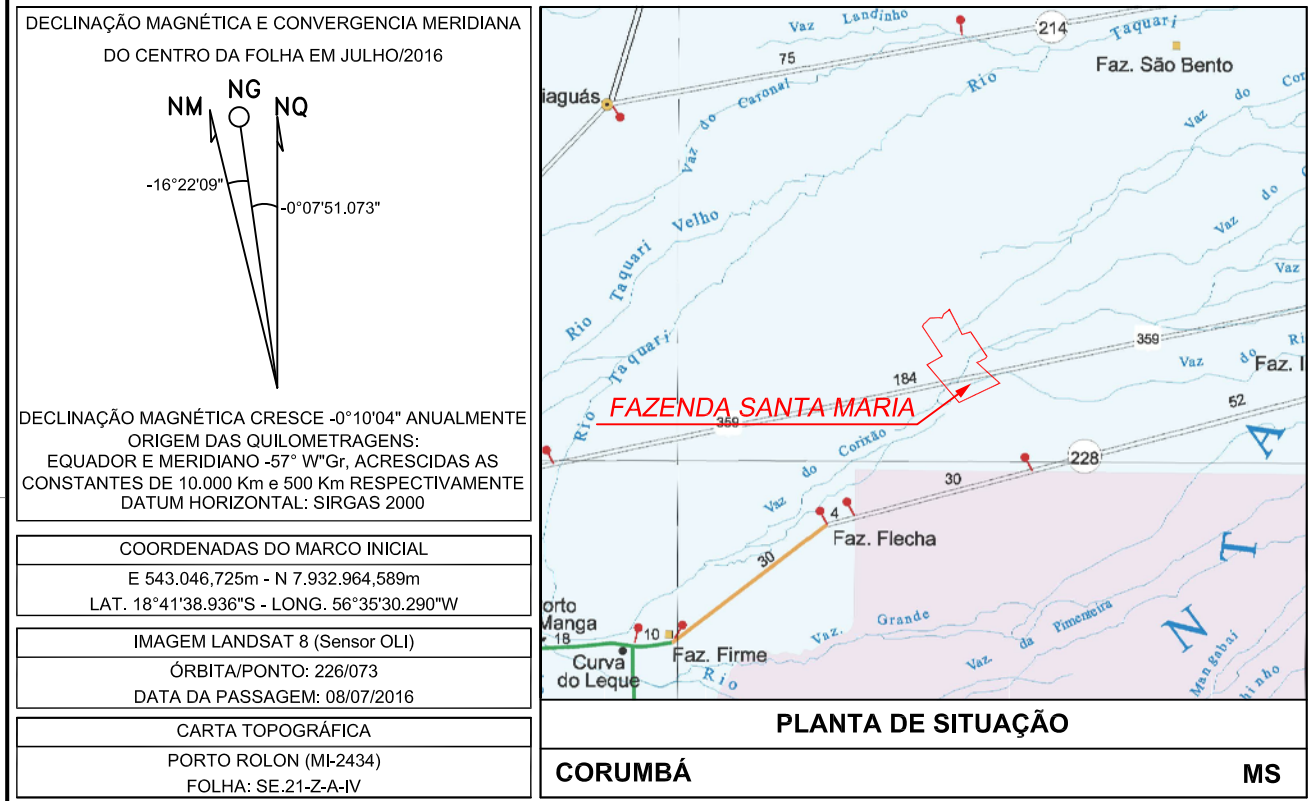 DECLINAÇÃO MAGNÉTICA E CONVERGENCIA MERIDIANA
DO CENTRO DA FOLHA EM JULHO/2016
NM
NG
NQ
-16°22'09"
-0°07'51.073"
DECLINAÇÃO MAGNÉTICA CRESCE -0°10'04" ANUALMENTE
ORIGEM DAS QUILOMETRAGENS:
EQUADOR E MERIDIANO -57° W"Gr, ACRESCIDAS AS
CONSTANTES DE 10.000 Km e 500 Km RESPECTIVAMENTE
DATUM HORIZONTAL: SIRGAS 2000
COORDENADAS DO MARCO INICIAL
E 543.046,725m - N 7.932.964,589m
LAT. 18°41'38.936"S - LONG. 56°35'30.290"W
IMAGEM LANDSAT 8 (Sensor OLI)
ÓRBITA/PONTO: 226/073
DATA DA PASSAGEM: 08/07/2016
CARTA TOPOGRÁFICA
PORTO ROLON (MI-2434)
FOLHA: SE.21-Z-A-IV
Vaz Landinho
214
Taquari
75
Faz. São Bento
Rio
iaguás
Vaz do Caronal
Vaz do Cor
Vaz do
Vaz
Rio Taquari Velho
Rio Taquari
359
Vaz do Ri
Faz. I
184
52
FAZENDA SANTA MARIA
359
Vaz do Corixão
228
30
4
Faz. Flecha
30
A
T
N
orto
Manga
18
10
Curva
do Leque
Faz. Firme
Rio
Vaz. Grande
Vaz. da Pimenteira
Mangabai
hinho
PLANTA DE SITUAÇÃO
CORUMBÁ
MS